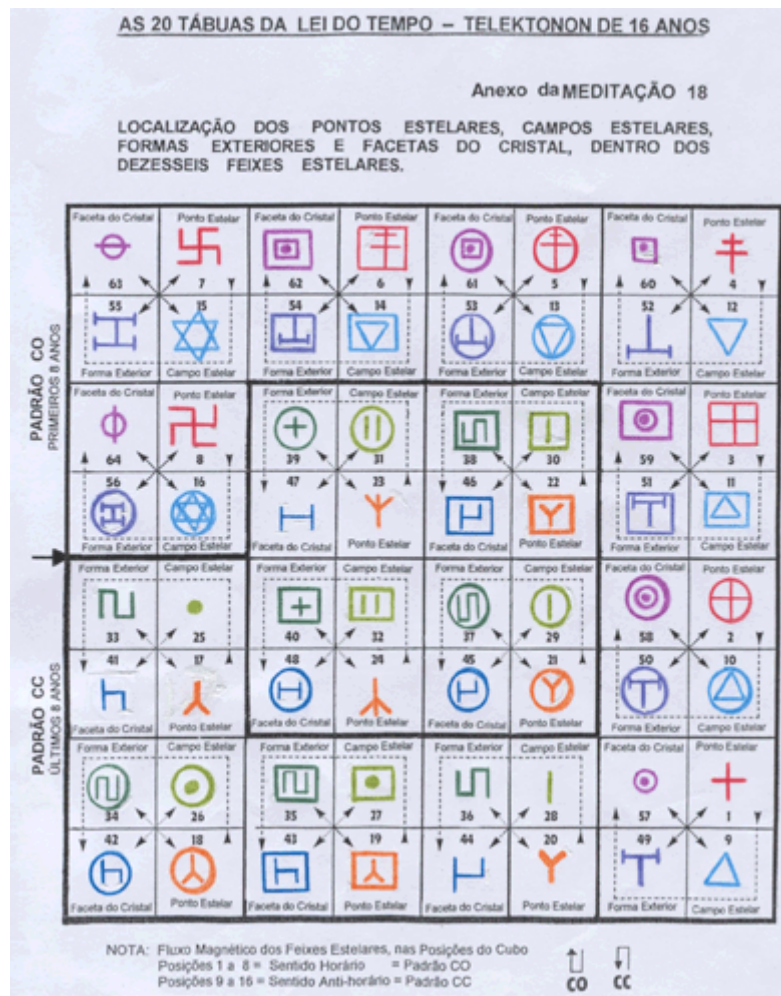 AS 20 TÁBUAS DA LEI DO TEMPO – TELEKTONON DE 16 ANOS
Anexo da MEDITAÇÃO 18
LOCALIZAÇÃO DOS PONTOS ESTELARES, CAMPOS ESTELARES,
FORMAS EXTERIORES E FACETAS DO CRISTAL, DENTRO DOS
DEZESSEIS FEIXES ESTELARES.
PADRÃO CO
PRIMEIROS 8 ANOS
PADRÃO CC
ÚLTIMOS 8 ANOS
Faceta do Cristal Ponto Estelar Faceta do Cristal Ponto Estelar Faceta do Cristal Ponto Estelar Faceta do Cristal Ponto Estelar
63 7 62 6 61 5 60 4
55 15 54 14 53 13 52 12
Forma Exterior Campo Estelar Forma Exterior Campo Estelar Forma Exterior Campo Estelar Forma Exterior Campo Estelar
Faceta do Cristal Ponto Estelar Forma Exterior Campo Estelar Forma Exterior Campo Estelar Faceta do Cristal Ponto Estelar
64 8 39 31 38 30 59 3
56 16 47 23 46 22 51 11
Forma Exterior Campo Estelar Faceta do Cristal Ponto Estelar Faceta do Cristal Ponto Estelar Forma Exterior Campo Estelar
Forma Exterior Campo Estelar Forma Exterior Campo Estelar Forma Exterior Campo Estelar Faceta do Cristal Ponto Estelar
33 25 40 32 37 29 58 2
41 17 48 24 45 21 50 10
Faceta do Cristal Ponto Estelar Faceta do Cristal Ponto Estelar Faceta do Cristal Ponto Estelar Forma Exterior Campo Estelar
Forma Exterior Campo Estelar Forma Exterior Campo Estelar Forma Exterior Campo Estelar Faceta do Cristal Ponto Estelar
34 26 35 27 36 28 57 1
42 18 43 19 44 20 49 9
Faceta do Cristal Ponto Estelar Faceta do Cristal Ponto Estelar Faceta do Cristal Ponto Estelar Forma Exterior Campo Estelar
NOTA: Fluxo Magnético dos Feixes Estelares, nas Posições do Cubo
Posições 1 a 8 = Sentido Horário = Padrão CO
Posições 9 a 16 = Sentido Anti-horário = Padrão CC
CO CC